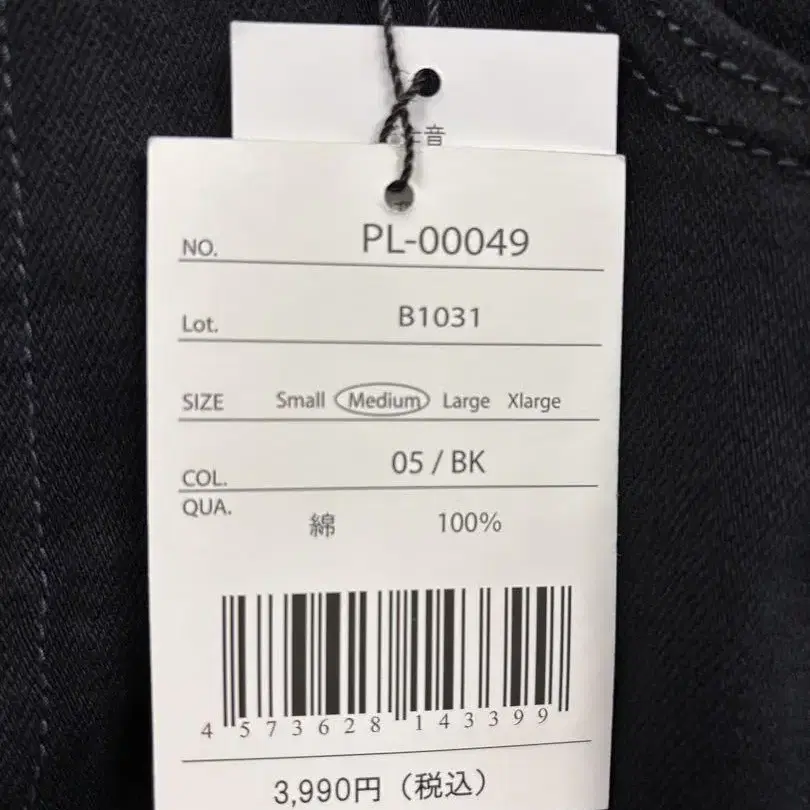 音
NO. PL-00049
Lot. B1031
SIZE Small Medium Large Xlarge
COL. 05 / BK
QUA.
綿 100%
4 573628 143399
3,990円（税込）